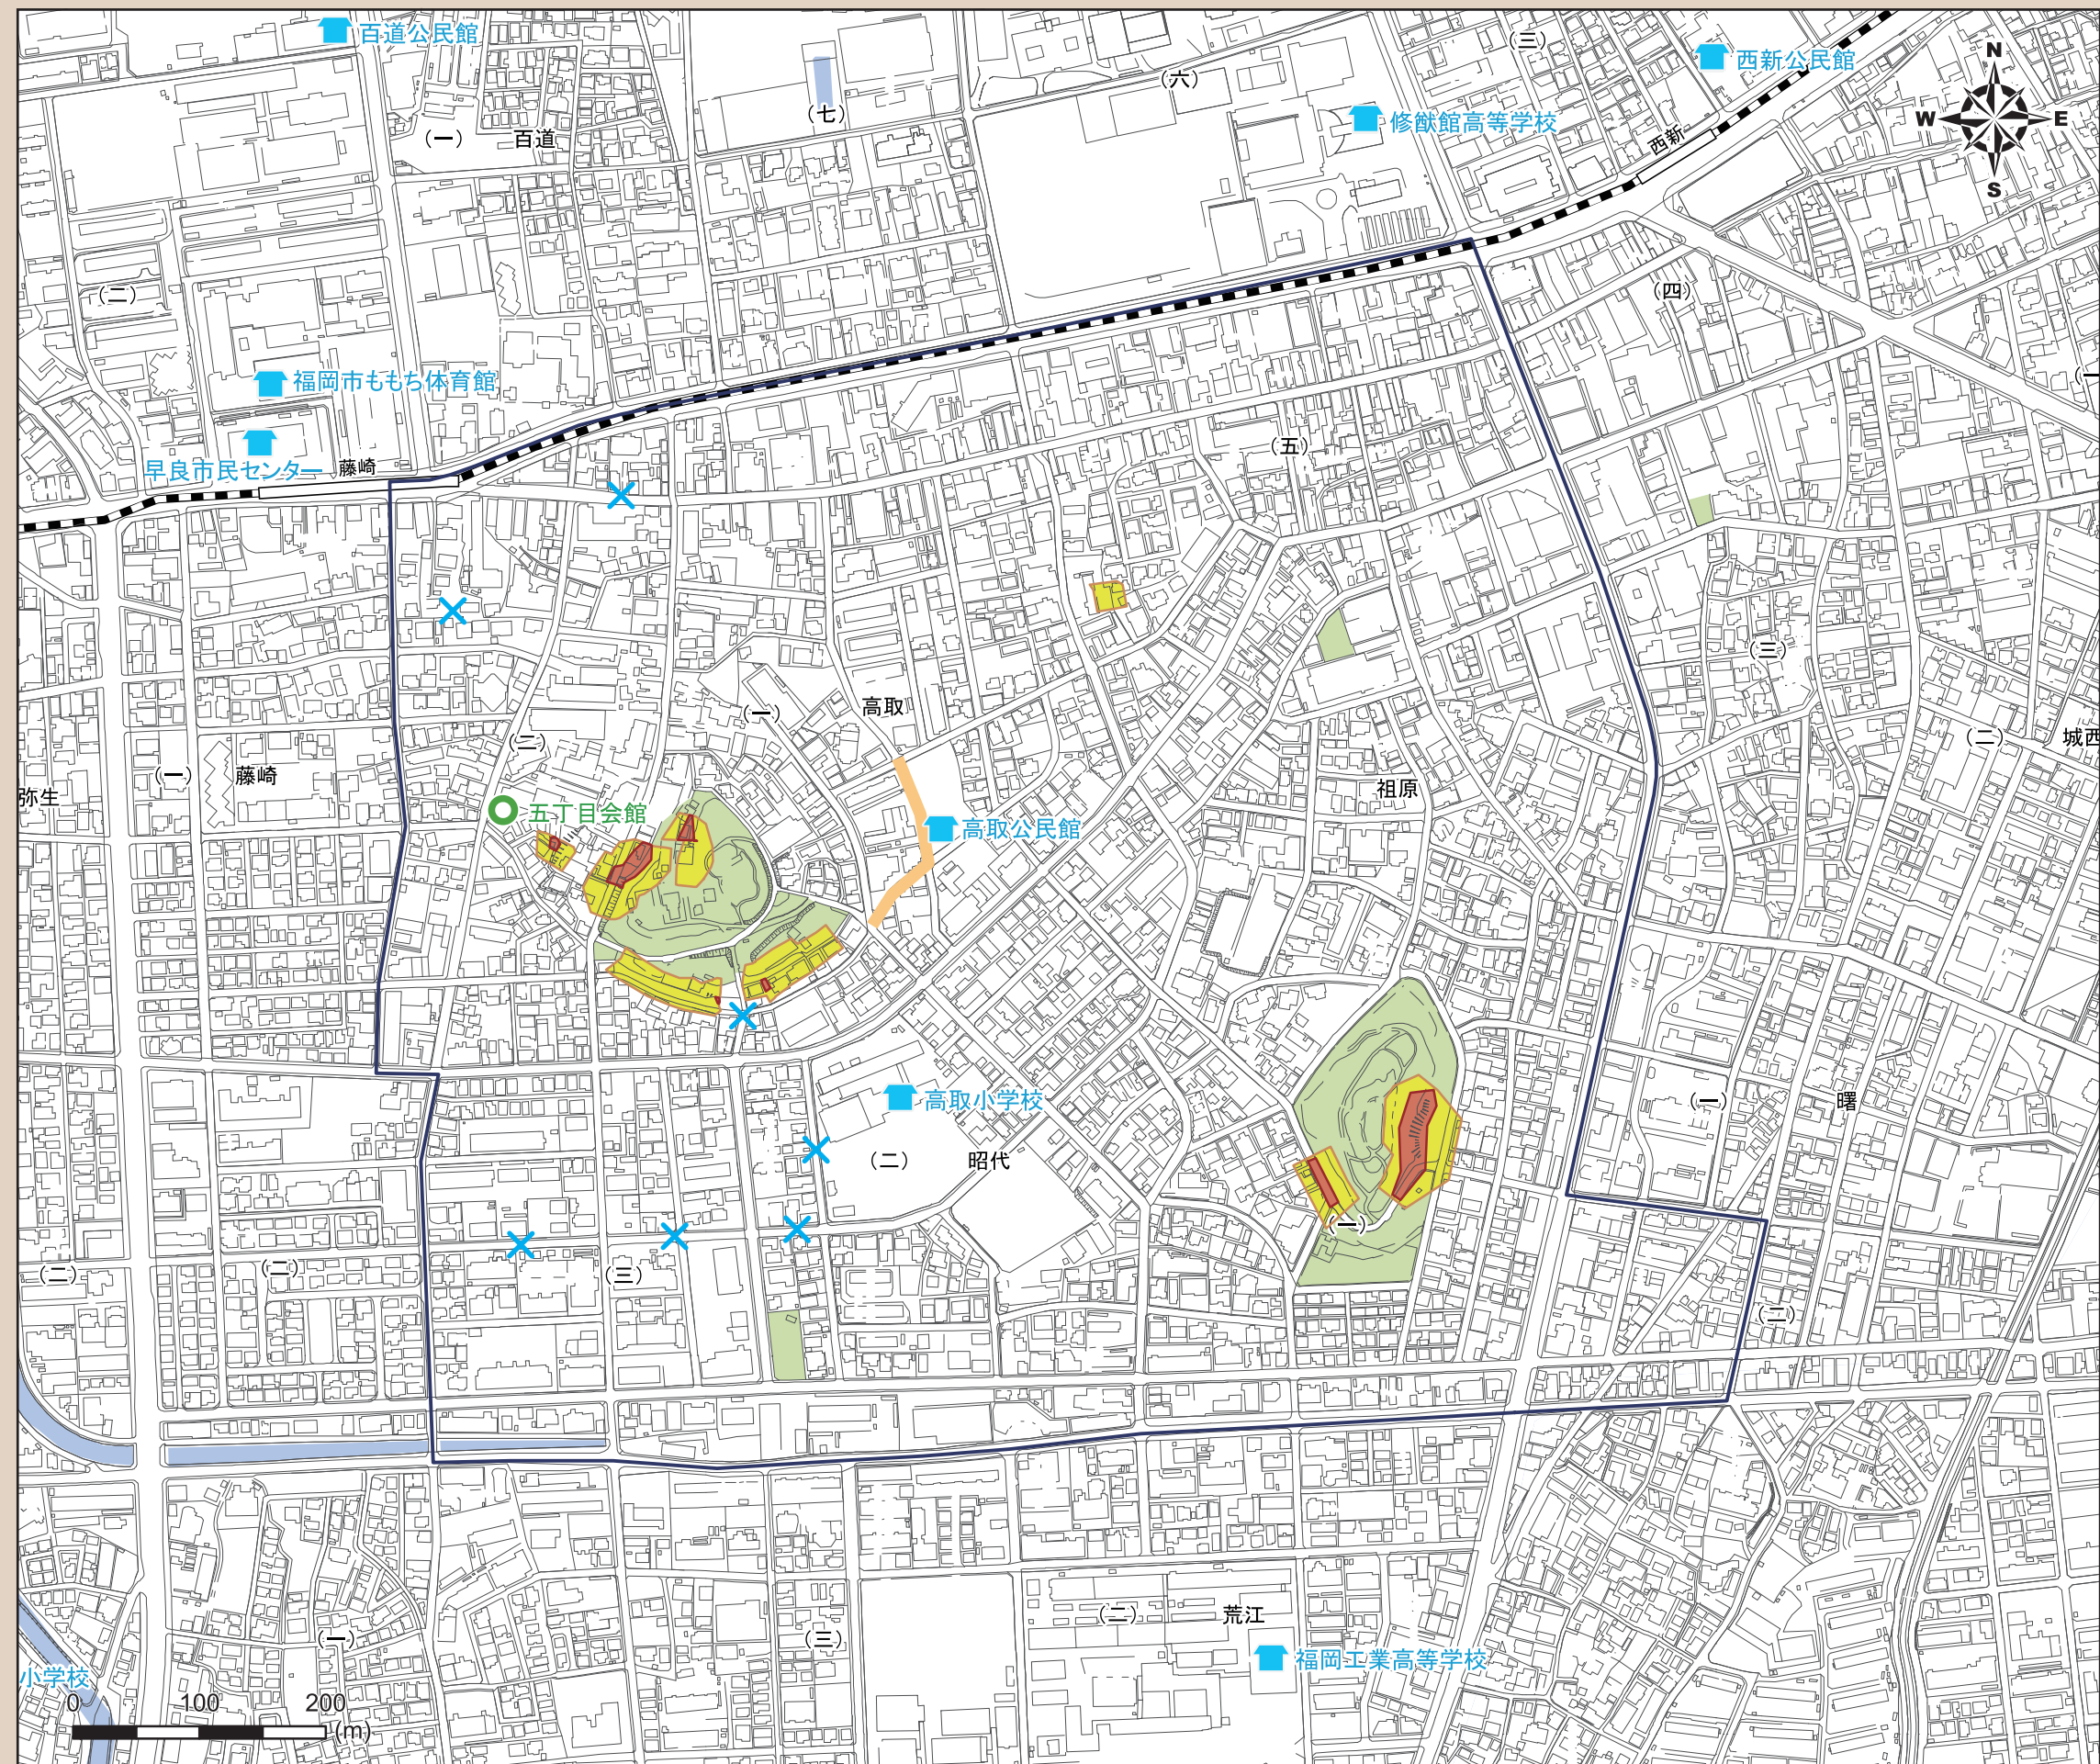 百道公民館
(三)
西新公民館
N
(六)
(七)
修猷館高等学校
W
E
(一)
百道
西新
S
(二)
(四)
福岡市ももち体育館
(一
(五)
早良市民センター
藤崎
(三)
高取
(一)
(二)
(二)
城西
(一)
藤崎
祖原
弥生
五丁目会館
高取公民館
高取小学校
(一)
曙
(二)
昭代
(一)
(二)
(二)
(三)
(二)
(二)
荒江
(一)
(三)
福岡工業高等学校
小学校
0
100
200
(m)